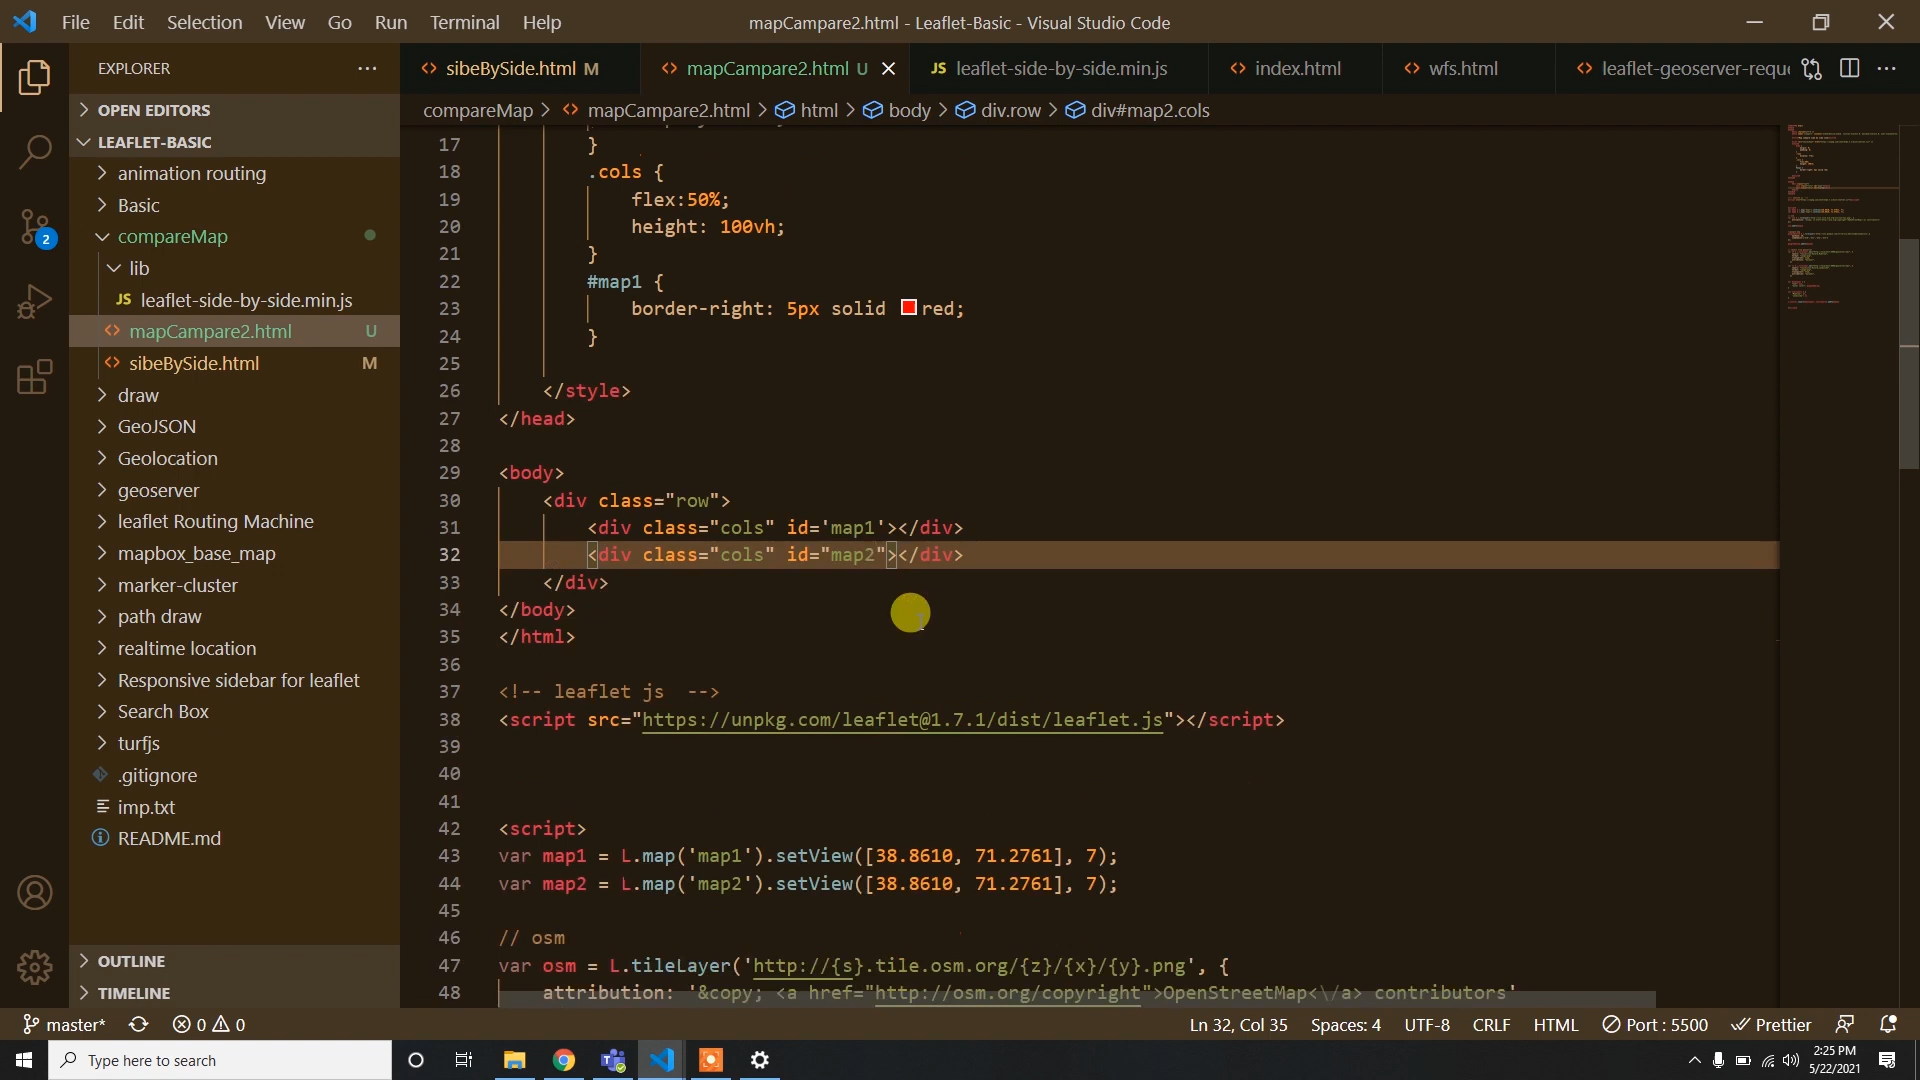 File Edit Selection View Go Run Terminal Help
mapCampare2.html - Leaflet-Basic - Visual Studio Code
EXPLORER
OPEN EDITORS
LEAFLET-BASIC
animation routing
Basic
compareMap
lib
JS leaflet-side-by-side.min.js
mapCampare2.html U
sibeBySide.html M
draw
GeoJSON
Geolocation
geoserver
leaflet Routing Machine
mapbox_base_map
marker-cluster
path draw
realtime location
Responsive sidebar for leaflet
Search Box
turfjs
.gitignore
imp.txt
README.md
OUTLINE
TIMELINE
2
sibeBySide.html M
mapCampare2.html U
JS leaflet-side-by-side.min.js
index.html
wfs.html
leaflet-geoserver-reque
compareMap > mapCampare2.html > html > body > div.row > div#map2.cols
17 }
18 .cols {
19 flex:50%;
20 height: 100vh;
21 }
22 #map1 {
23 border-right: 5px solid red;
24 }
25
26 </style>
27 </head>
28
29 <body>
30 <div class="row">
31 <div class="cols" id='map1'></div>
32 <div class="cols" id="map2"></div>
33 </div>
34 </body>
35 </html>
36
37 <!-- leaflet js  -->
38 <script src="https://unpkg.com/leaflet@1.7.1/dist/leaflet.js"></script>
39
40
41
42 <script>
43 var map1 = L.map('map1').setView([38.8610, 71.2761], 7);
44 var map2 = L.map('map2').setView([38.8610, 71.2761], 7);
45
46 // osm
47 var osm = L.tileLayer('http://{s}.tile.osm.org/{z}/{x}/{y}.png', {
48 attribution: '&copy; <a href="http://osm.org/copyright">OpenStreetMap<\/a> contributors'
master* 0 0 Ln 32, Col 35 Spaces: 4 UTF-8 CRLF HTML Port : 5500 Prettier
Type here to search
2:25 PM
5/22/2021